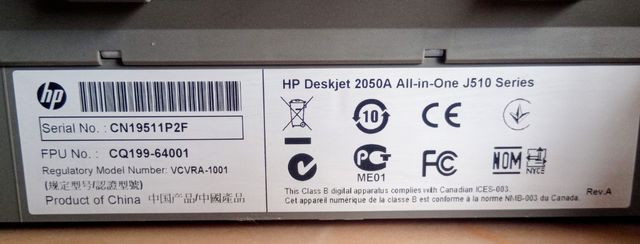 hp
HP Deskjet 2050A All-in-One J510 Series
Serial No. : CN19511P2F
FPU No. : CQ199-64001
Regulatory Model Number: VCVRA-1001
(规定型号/認證型號)
Product of China 中国产品/中國產品
10
CE
N
PG
ME01
FC
NOM
NYCE
This Class B digital apparatus complies with Canadian ICES-003.
Cet appareil numérique de la classe B est conforme à la norme NMB-003 du Canada.
Rev.A